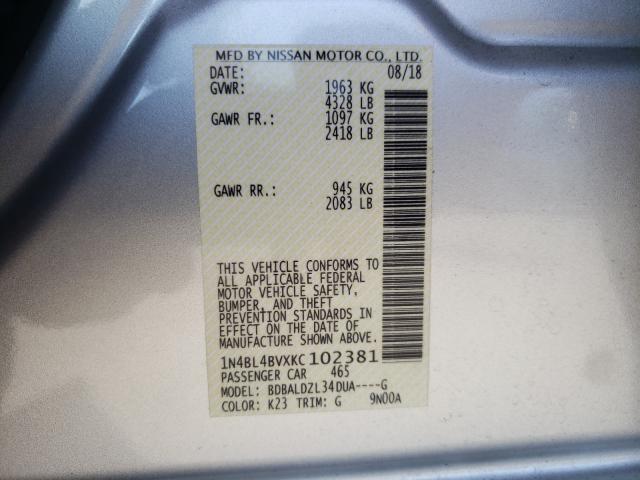 MFD BY NISSAN MOTOR CO., LTD.
DATE: 08/18
GVWR: 1963 KG
4328 LB
GAWR FR.: 1097 KG
2418 LB
GAWR RR.: 945 KG
2083 LB
THIS VEHICLE CONFORMS TO
ALL APPLICABLE FEDERAL
MOTOR VEHICLE SAFETY,
BUMPER, AND THEFT
PREVENTION STANDARDS IN
EFFECT ON THE DATE OF
MANUFACTURE SHOWN ABOVE.
1N4BL4BVXKC102381
PASSENGER CAR 465
MODEL: BDBALDZL34DUA----G
COLOR: K23 TRIM: G 9N00A